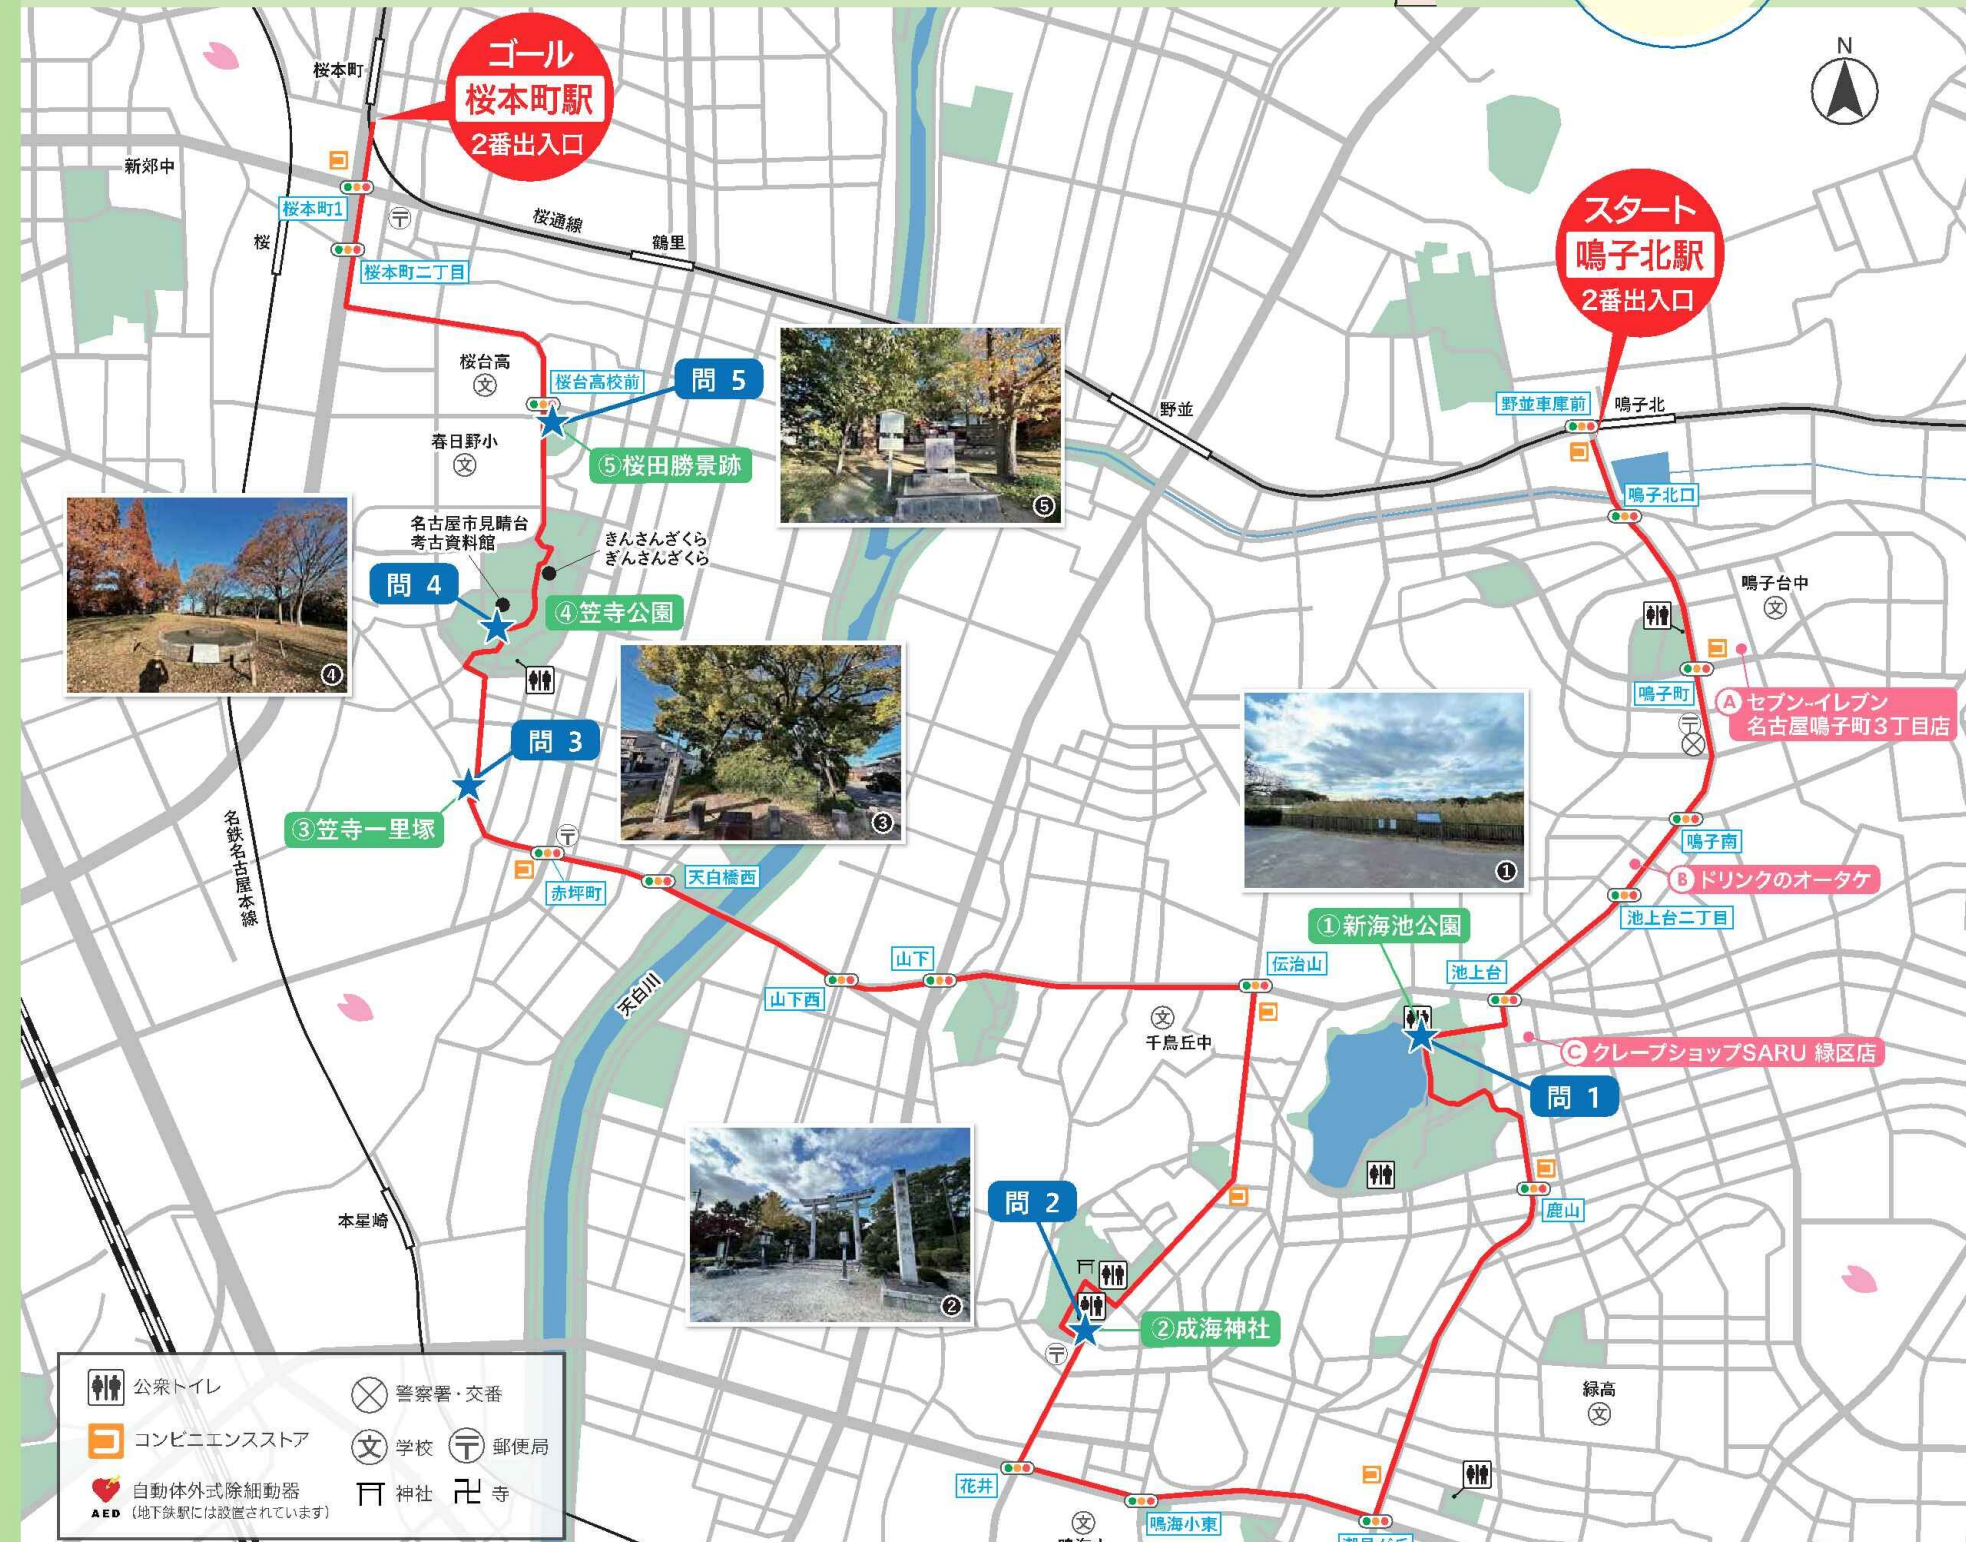 N
ゴール
桜本町駅
2番出入口
桜本町
新郊中
桜本町1
桜
桜通線
鶴里
桜本町二丁目
スタート
鳴子北駅
2番出入口
野並車庫前
鳴子北
野並
鳴子北口
桜台高
文
桜台高校前
問 5
⑤桜田勝景跡
❺
春日野小
文
名古屋市見晴台
考古資料館
きんさんざくら
ぎんさんざくら
問 4
④笠寺公園
❹
鳴子台中
文
鳴子町
Ⓐ セブン-イレブン
名古屋鳴子町3丁目店
問 3
③笠寺一里塚
❸
❶
赤坪町
天白橋西
名鉄名古屋本線
鳴子南
Ⓑ ドリンクのオータケ
池上台二丁目
①新海池公園
池上台
伝治山
山下
山下西
天白川
文
千鳥丘中
Ⓒ クレープショップSARU 緑区店
問 1
鹿山
本星崎
問 2
❷
②成海神社
緑高
文
花井
鳴海小東
文
公衆トイレ
警察署・交番
コンビニエンスストア
文 学校
〒 郵便局
自動体外式除細動器
AED (地下鉄駅には設置されています)
神社
卍 寺